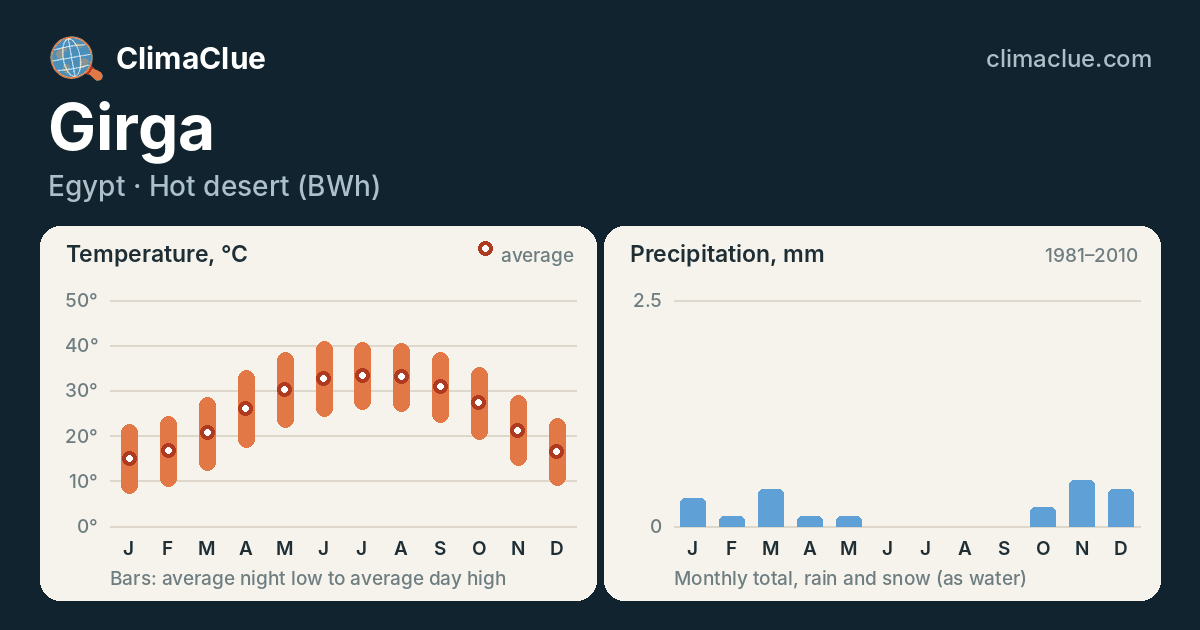 ClimaClue
climaclue.com
Girga
Egypt · Hot desert (BWh)
Temperature, °C
average
50°
40°
30°
20°
10°
0°
J F M A M J J A S O N D
Bars: average night low to average day high
Precipitation, mm
1981–2010
2.5
0
J F M A M J J A S O N D
Monthly total, rain and snow (as water)